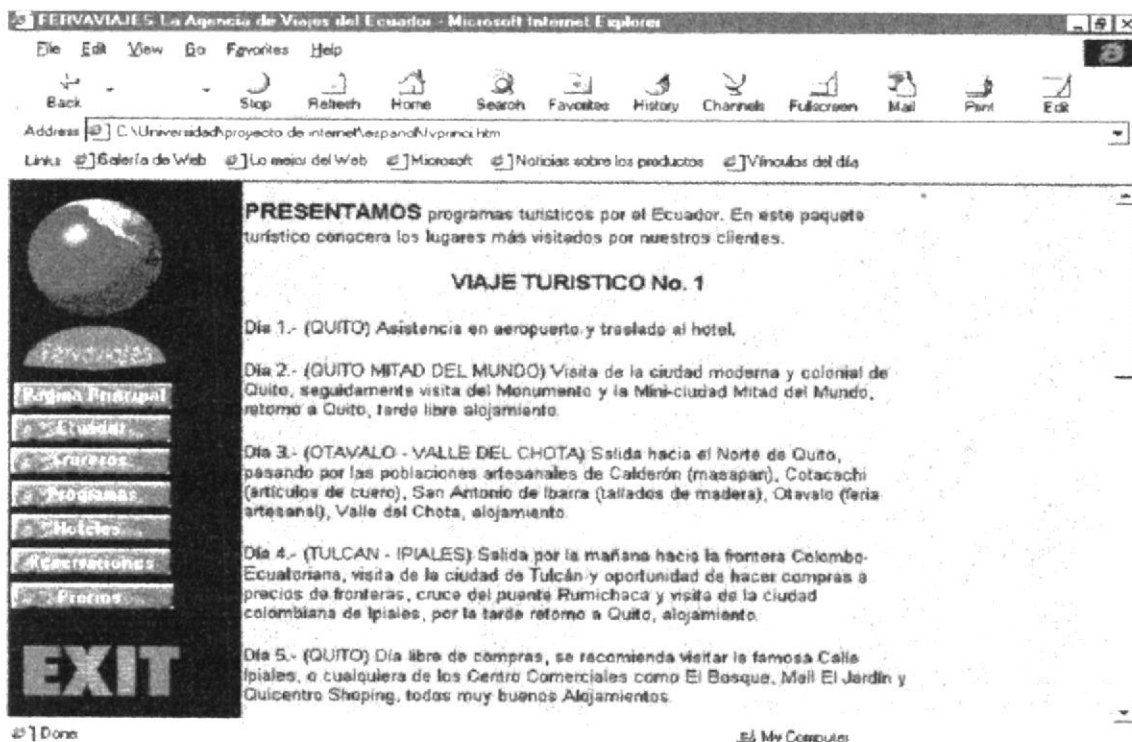 FERVAVIAJES La Agencia de Viajes del Ecuador - Microsoft Internet Explorer
File Edit View Go Favorites Help
Back Stop Refresh Home Search Favorites History Channels Fullscreen Mail Print Edit
Address C:\Universidad\proyecto de internet\espanol\fvprinci.htm
Links Galería de Web Lo mejor del Web Microsoft Noticias sobre los productos Vínculos del día
PRESENTAMOS programas turisticos por el Ecuador. En este paquete
turístico conocera los lugares más visitados por nuestros clientes.
VIAJE TURISTICO No. 1
Día 1.- (QUITO) Asistencia en aeropuerto y traslado al hotel.
FERVAVIAJES
Día 2.- (QUITO MITAD DEL MUNDO) Visita de la ciudad moderna y colonial de
Quito, seguidamente visita del Monumento y la Mini-ciudad Mitad del Mundo,
retorno a Quito, tarde libre alojamiento.
Página Principal
Ecuador
Cruceros
Programas
Hoteles
Reservaciones
Precios
EXIT
Día 3.- (OTAVALO - VALLE DEL CHOTA) Salida hacia el Norte de Quito,
pasando por las poblaciones artesanales de Calderón (masapan), Cotacachi
(artículos de cuero), San Antonio de Ibarra (tallados de madera), Otavalo (feria
artesanal), Valle del Chota, alojamiento.
Día 4.- (TULCAN - IPIALES) Salida por la mañana hacia la frontera Colombo-
Ecuatoriana, visita de la ciudad de Tulcán y oportunidad de hacer compras a
precios de fronteras, cruce del puente Rumichaca y visita de la ciudad
colombiana de Ipiales, por la tarde retorno a Quito, alojamiento.
Día 5.- (QUITO) Día libre de compras, se recomienda visitar la famosa Calle
Ipiales, o cualquiera de los Centro Comerciales como El Bosque, Mall El Jardín y
Quicentro Shoping, todos muy buenos Alojamientos.
Done My Computer